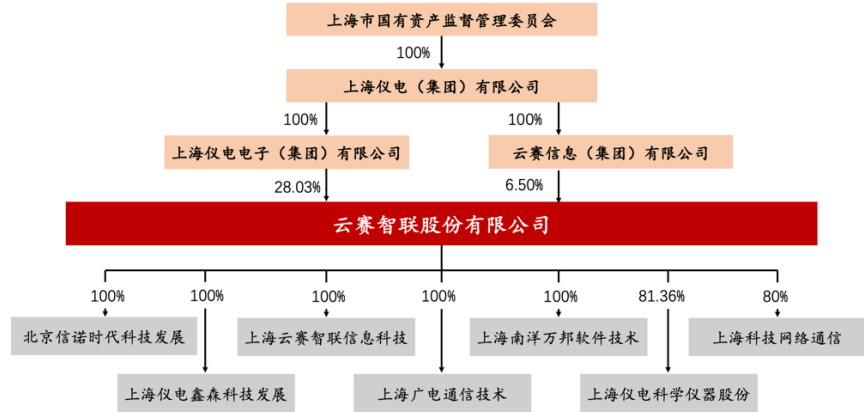 上海市国有资产监督管理委员会
100%
上海仪电（集团）有限公司
100%
100%
上海仪电电子（集团）有限公司
云赛信息（集团）有限公司
28.03%
6.50%
云赛智联股份有限公司
100%
100%
100%
100%
100%
81.36%
80%
北京信诺时代科技发展
上海云赛智联信息科技
上海南洋万邦软件技术
上海科技网络通信
上海仪电鑫森科技发展
上海广电通信技术
上海仪电科学仪器股份